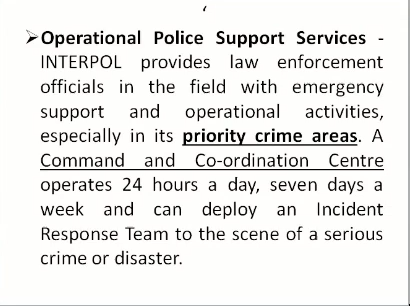 ➢Operational Police Support Services -
INTERPOL provides law enforcement
officials in the field with emergency
support and operational activities,
especially in its priority crime areas. A
Command and Co-ordination Centre
operates 24 hours a day, seven days a
week and can deploy an Incident
Response Team to the scene of a serious
crime or disaster.